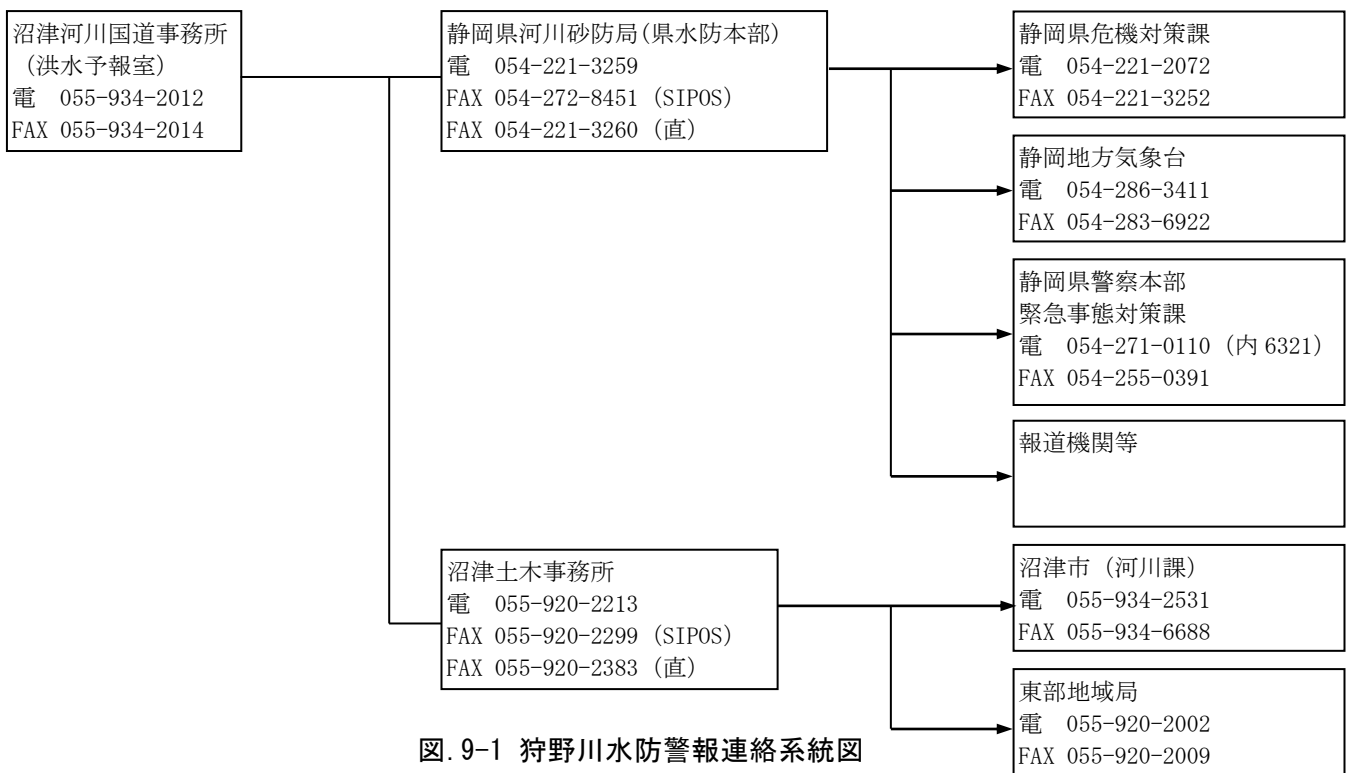 沼津河川国道事務所
（洪水予報室）
電　055-934-2012
FAX 055-934-2014
静岡県河川砂防局(県水防本部)
電　054-221-3259
FAX 054-272-8451 (SIPOS)
FAX 054-221-3260（直）
静岡県危機対策課
電　054-221-2072
FAX 054-221-3252
静岡地方気象台
電　054-286-3411
FAX 054-283-6922
静岡県警察本部
緊急事態対策課
電　054-271-0110（内 6321）
FAX 054-255-0391
報道機関等
沼津土木事務所
電　055-920-2213
FAX 055-920-2299 (SIPOS)
FAX 055-920-2383（直）
沼津市（河川課）
電　055-934-2531
FAX 055-934-6688
東部地域局
電　055-920-2002
FAX 055-920-2009
図.9-1 狩野川水防警報連絡系統図